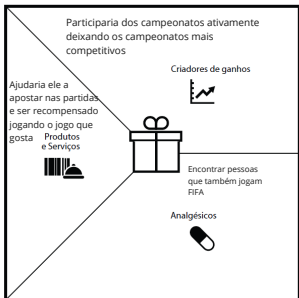 Participaria dos campeonatos ativamente
deixando os campeonatos mais
competitivos
Criadores de ganhos
Ajudaria ele a
apostar nas partidas
e ser recompensado
jogando o jogo que
gosta
Produtos
e Serviços
Encontrar pessoas
que também jogam
FIFA
Analgésicos